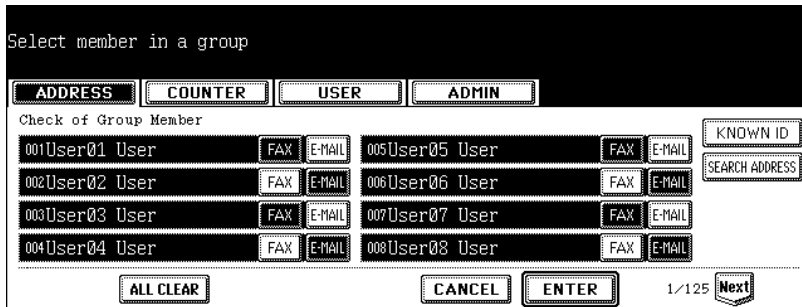 Select member in a group
ADDRESS COUNTER USER ADMIN
Check of Group Member
KNOWN ID
001User01 User FAX E-MAIL 005User05 User FAX E-MAIL
SEARCH ADDRESS
002User02 User FAX E-MAIL 006User06 User FAX E-MAIL
003User03 User FAX E-MAIL 007User07 User FAX E-MAIL
004User04 User FAX E-MAIL 008User08 User FAX E-MAIL
ALL CLEAR CANCEL ENTER 1/125 Next